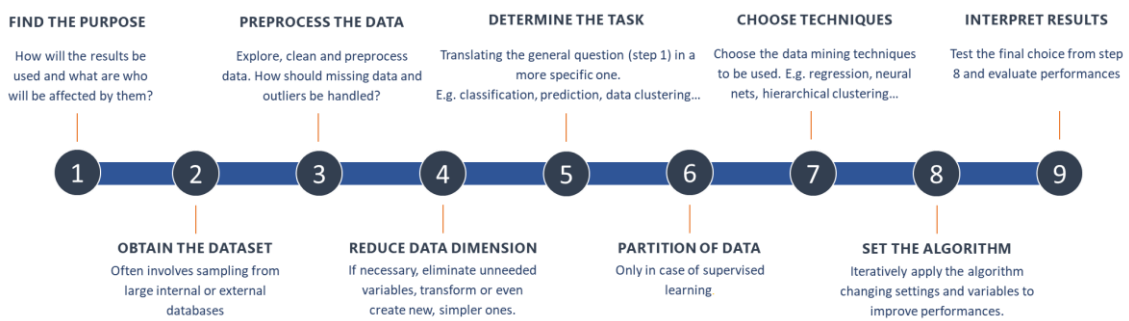 FIND THE PURPOSE
How will the results be
used and what are who
will be affected by them?
PREPROCESS THE DATA
Explore, clean and preprocess
data. How should missing data and
outliers be handled?
DETERMINE THE TASK
Translating the general question (step 1) in a
more specific one.
E.g. classification, prediction, data clustering...
CHOOSE TECHNIQUES
Choose the data mining techniques
to be used. E.g. regression, neural
nets, hierarchical clustering...
INTERPRET RESULTS
Test the final choice from step
8 and evaluate performances
1
2
3
4
5
6
7
8
9
OBTAIN THE DATASET
Often involves sampling from
large internal or external
databases
REDUCE DATA DIMENSION
If necessary, eliminate unneeded
variables, transform or even
create new, simpler ones.
PARTITION OF DATA
Only in case of supervised
learning
SET THE ALGORITHM
Iteratively apply the algorithm
changing settings and variables to
improve performances.